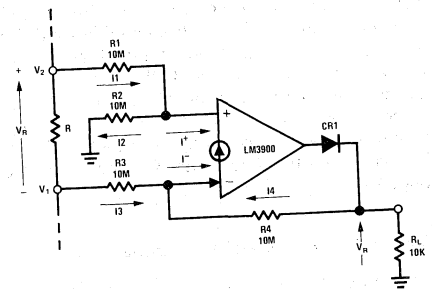 R1
10M
V2
I1
+
R2
10M
+
VR
R
I2
I+
LM3900
CR1
I−
−
R3
10M
−
V1
I3
I4
R4
10M
VR
RL
10K